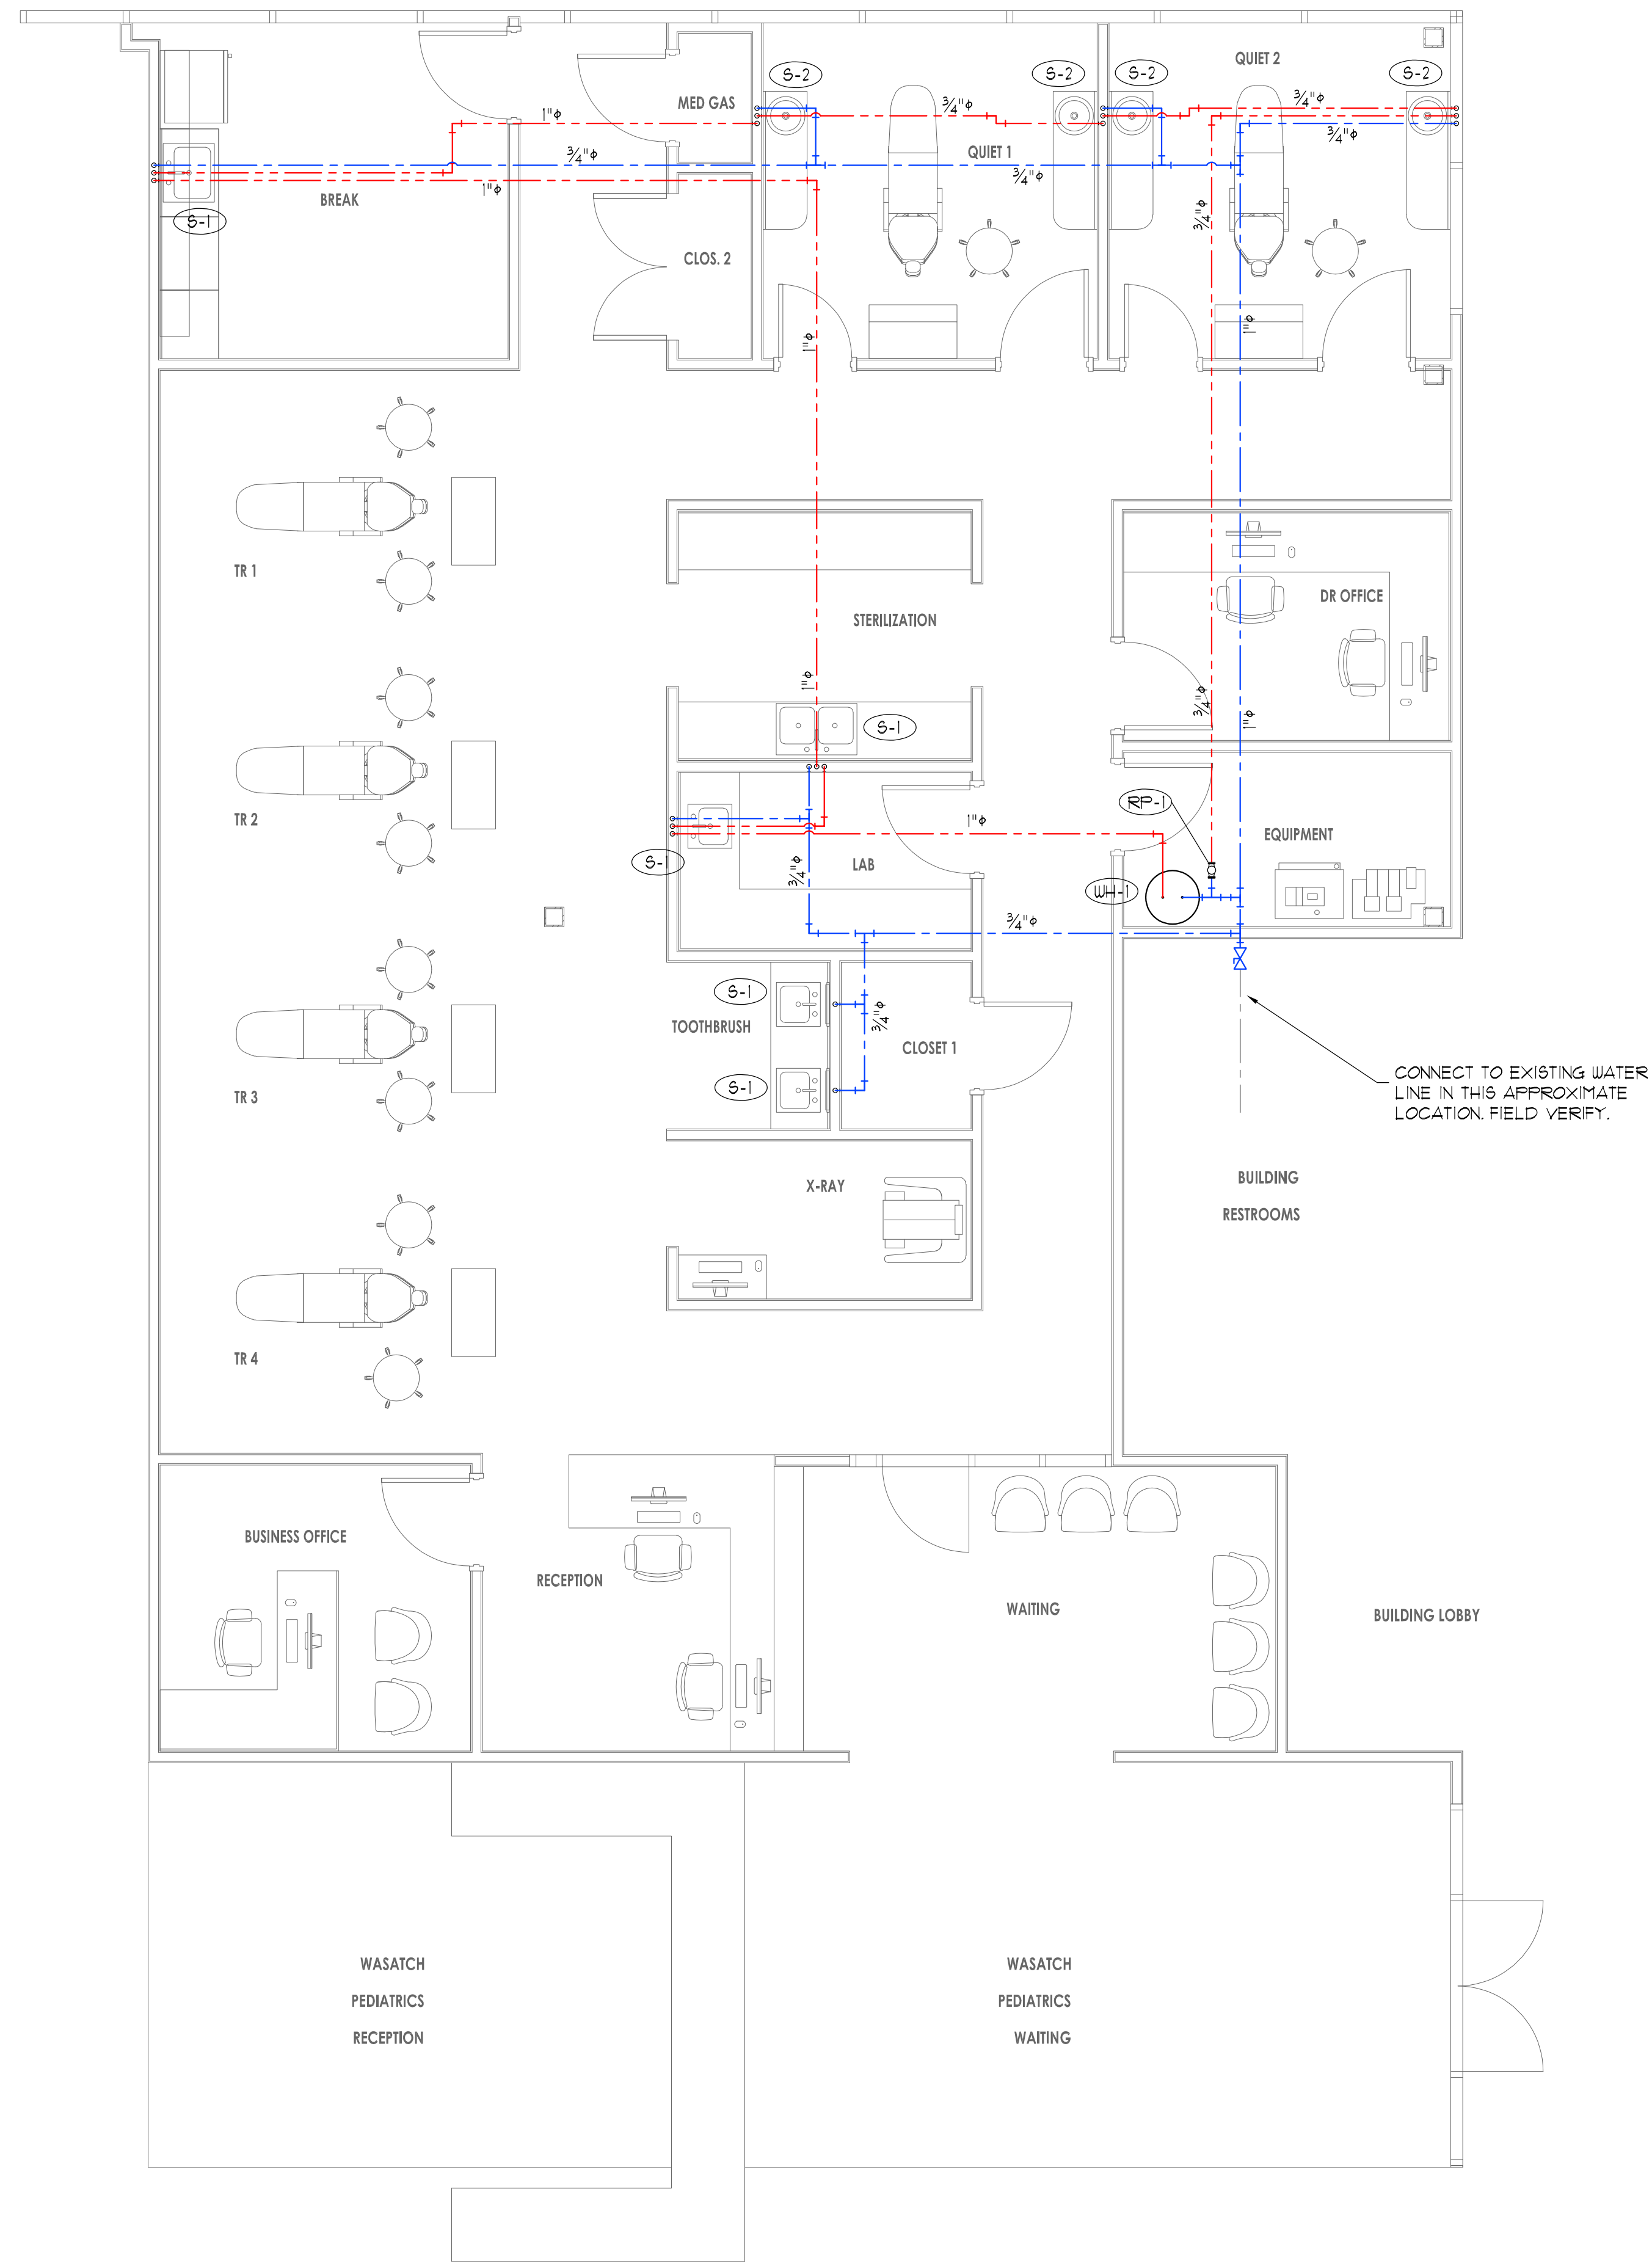 S-2
S-2
S-2
QUIET 2
S-2
1"ϕ
MED GAS
3/4"ϕ
3/4"ϕ
3/4"ϕ
3/4"ϕ
QUIET 1
3/4"ϕ
1"ϕ
BREAK
S-1
3/4"ϕ
CLOS. 2
1"ϕ
1"ϕ
TR 1
STERILIZATION
DR OFFICE
1"ϕ
3/4"ϕ
1"ϕ
S-1
RP-1
TR 2
1"ϕ
EQUIPMENT
S-1
LAB
3/4"ϕ
WH-1
3/4"ϕ
S-1
3/4"ϕ
TOOTHBRUSH
CLOSET 1
S-1
CONNECT TO EXISTING WATER
LINE IN THIS APPROXIMATE
LOCATION. FIELD VERIFY.
TR 3
X-RAY
BUILDING
RESTROOMS
TR 4
BUSINESS OFFICE
RECEPTION
WAITING
BUILDING LOBBY
WASATCH
PEDIATRICS
RECEPTION
WASATCH
PEDIATRICS
WAITING